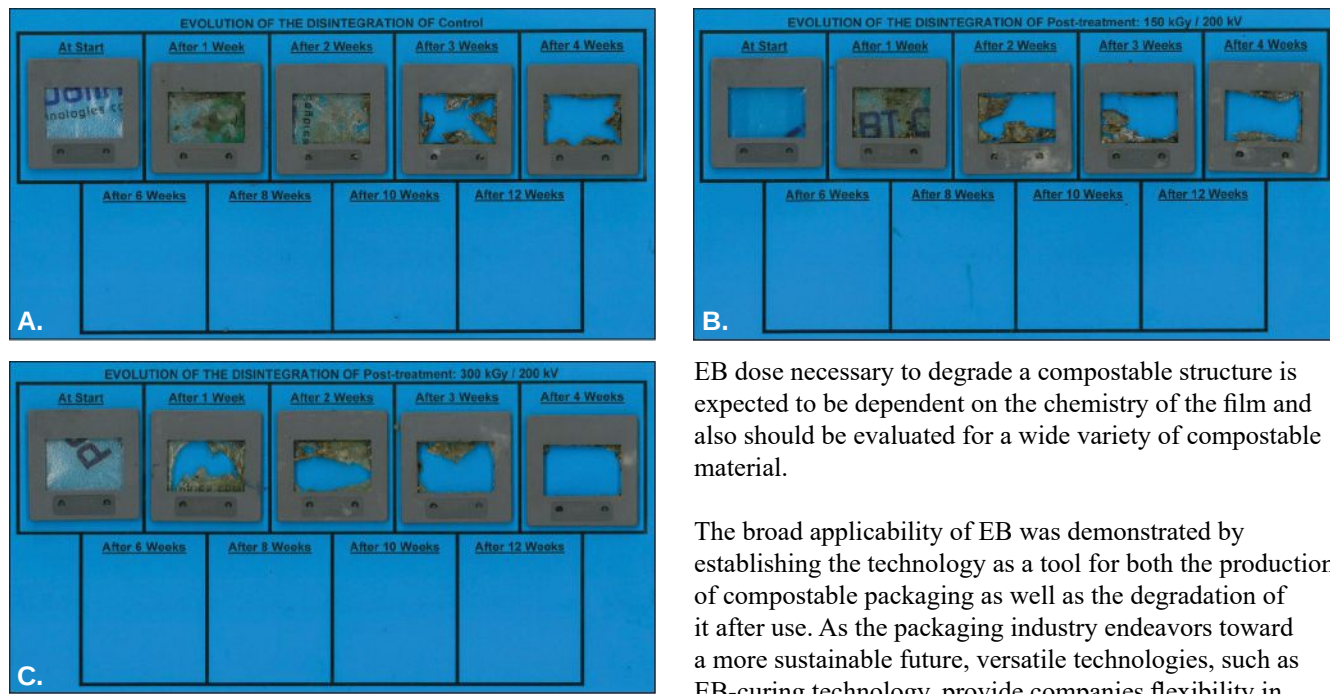 EVOLUTION OF THE DISINTEGRATION OF Control
At Start After 1 Week After 2 Weeks After 3 Weeks After 4 Weeks
nologies
After 6 Weeks After 8 Weeks After 10 Weeks After 12 Weeks
A.
EVOLUTION OF THE DISINTEGRATION OF Post-treatment: 150 kGy / 200 kV
At Start After 1 Week After 2 Weeks After 3 Weeks After 4 Weeks
BT
After 6 Weeks After 8 Weeks After 10 Weeks After 12 Weeks
B.
EVOLUTION OF THE DISINTEGRATION OF Post-treatment: 300 kGy / 200 kV
At Start After 1 Week After 2 Weeks After 3 Weeks After 4 Weeks
After 6 Weeks After 8 Weeks After 10 Weeks After 12 Weeks
C.
EB dose necessary to degrade a compostable structure is
expected to be dependent on the chemistry of the film and
also should be evaluated for a wide variety of compostable
material.
The broad applicability of EB was demonstrated by
establishing the technology as a tool for both the production
of compostable packaging as well as the degradation of
it after use. As the packaging industry endeavors toward
a more sustainable future, versatile technologies, such as
EB-curing technology, provide companies flexibility in